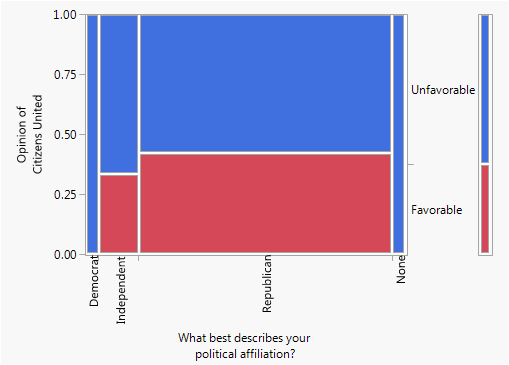 1.00
0.75
0.50
0.25
0.00
Opinion of
Citizens United
Unfavorable
Favorable
Democrat
Independent
Republican
None
What best describes your
political affiliation?